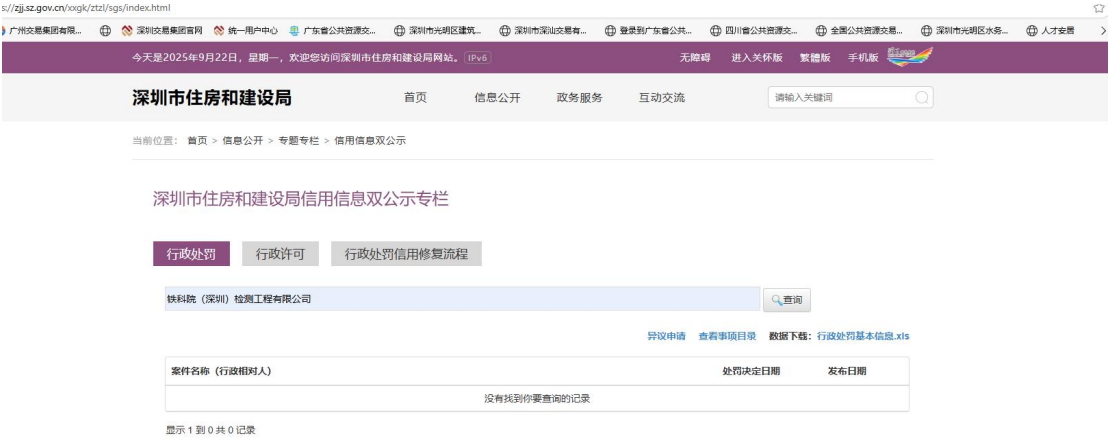 s://zjj.sz.gov.cn/xxgk/ztzl/sgs/index.html
广州交易集团有限... 深圳交易集团官网 统一用户中心 广东省公共资源交... 深圳市光明区建筑... 深圳市深汕交易有... 登录到广东省公共... 四川省公共资源交... 全国公共资源交易... 深圳市光明区水务... 人才安居
今天是2025年9月22日，星期一，欢迎您访问深圳市住房和建设局网站。 IPv6 无障碍 进入关怀版 繁體版 手机版
深圳市住房和建设局 首页 信息公开 政务服务 互动交流 请输入关键词
当前位置： 首页 > 信息公开 > 专题专栏 > 信用信息双公示
深圳市住房和建设局信用信息双公示专栏
行政处罚 行政许可 行政处罚信用修复流程
铁科院（深圳）检测工程有限公司 查询
异议申请 查看事项目录 数据下载：行政处罚基本信息.xls
案件名称（行政相对人） 处罚决定日期 发布日期
没有找到你要查询的记录
显示 1 到 0 共 0 记录